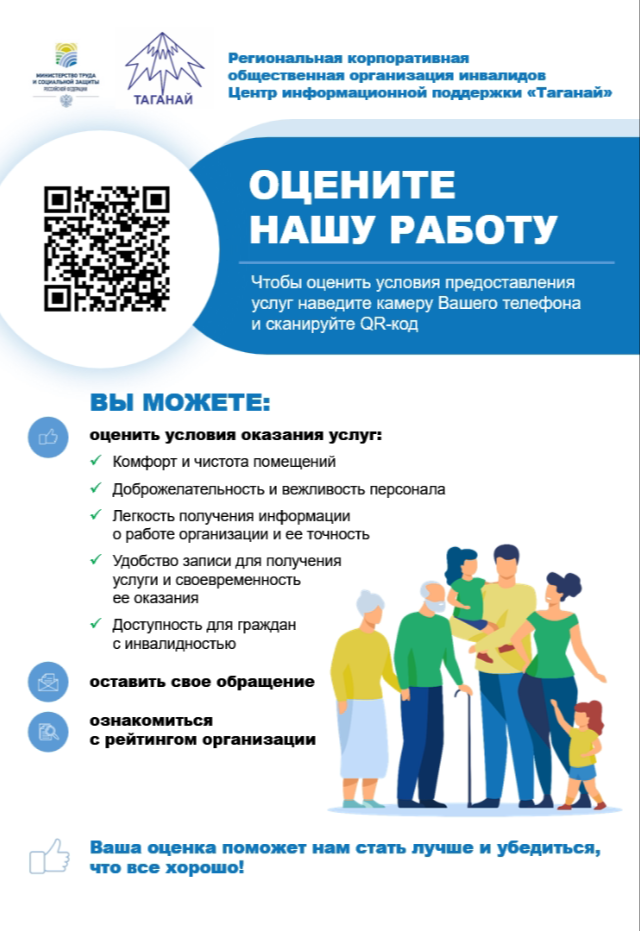 МИНИСТЕРСТВО ТРУДА
И СОЦИАЛЬНОЙ ЗАЩИТЫ
РОССИЙСКОЙ ФЕДЕРАЦИИ
ТАГАНАЙ
Региональная корпоративная
общественная организация инвалидов
Центр информационной поддержки «Таганай»
ОЦЕНИТЕ
НАШУ РАБОТУ
Чтобы оценить условия предоставления
услуг наведите камеру Вашего телефона
и сканируйте QR-код
ВЫ МОЖЕТЕ:
оценить условия оказания услуг:
Комфорт и чистота помещений
Доброжелательность и вежливость персонала
Легкость получения информации
о работе организации и ее точность
Удобство записи для получения
услуги и своевременность
ее оказания
Доступность для граждан
с инвалидностью
оставить свое обращение
ознакомиться
с рейтингом организации
Ваша оценка поможет нам стать лучше и убедиться,
что все хорошо!